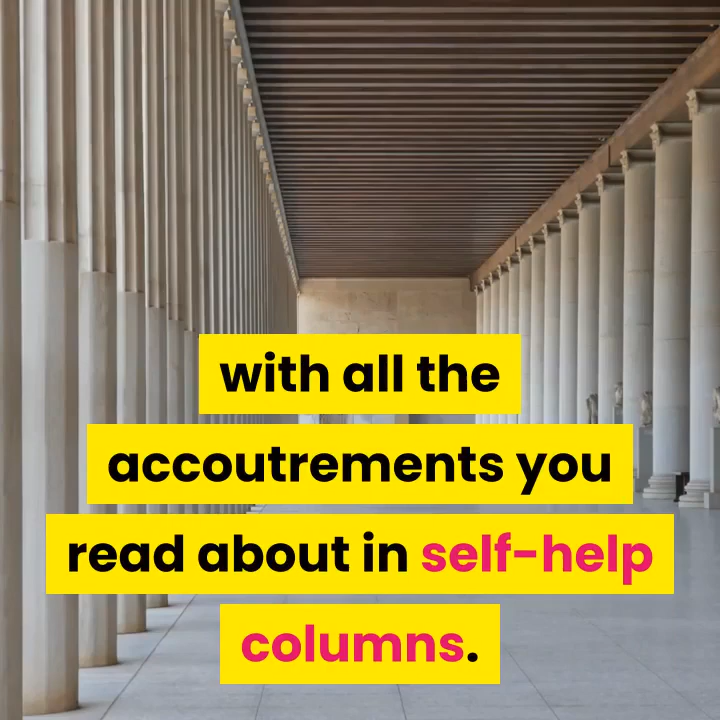 with all the
accoutrements you
read about in self-help
columns.